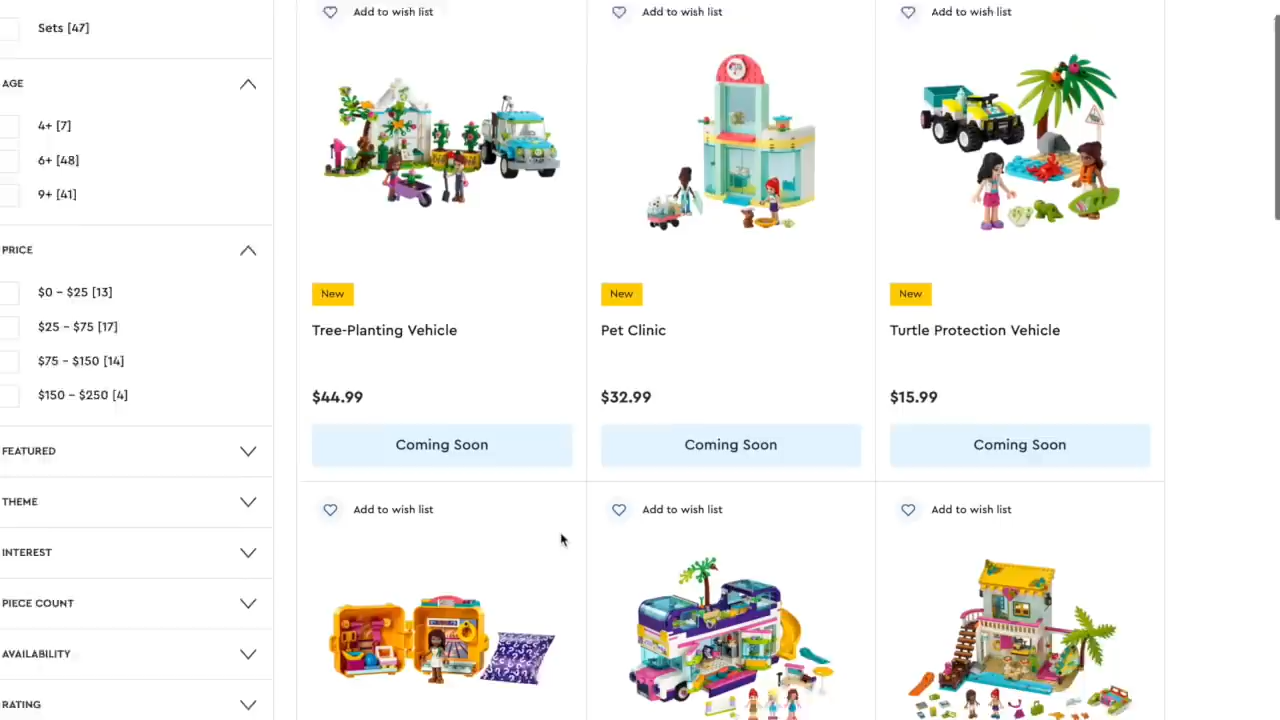 Sets [47]
AGE
4+ [7]
6+ [48]
9+ [41]
PRICE
$0 – $25 [13]
$25 – $75 [17]
$75 – $150 [14]
$150 – $250 [4]
FEATURED
THEME
INTEREST
PIECE COUNT
AVAILABILITY
RATING
Add to wish list
Add to wish list
Add to wish list
New
New
New
Tree-Planting Vehicle
Pet Clinic
Turtle Protection Vehicle
$44.99
$32.99
$15.99
Coming Soon
Coming Soon
Coming Soon
Add to wish list
Add to wish list
Add to wish list